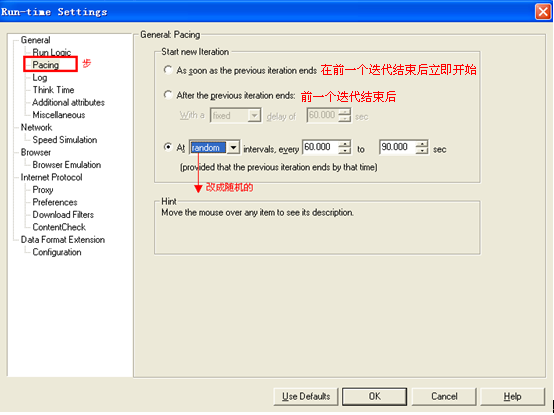 Run-time Settings
General
Run Logic
Pacing 步
Log
Think Time
Additional attributes
Miscellaneous
Network
Speed Simulation
Browser
Browser Emulation
Internet Protocol
Proxy
Preferences
Download Filters
ContentCheck
Data Format Extension
Configuration
General: Pacing
Start new Iteration
As soon as the previous iteration ends 在前一个迭代结束后立即开始
After the previous iteration ends: 前一个迭代结束后
With a fixed delay of 60.000 sec
At random intervals, every 60.000 to 90.000 sec
(provided that the previous iteration ends by that time)
改成随机的
Hint
Move the mouse over any item to see its description.
Use Defaults OK Cancel Help